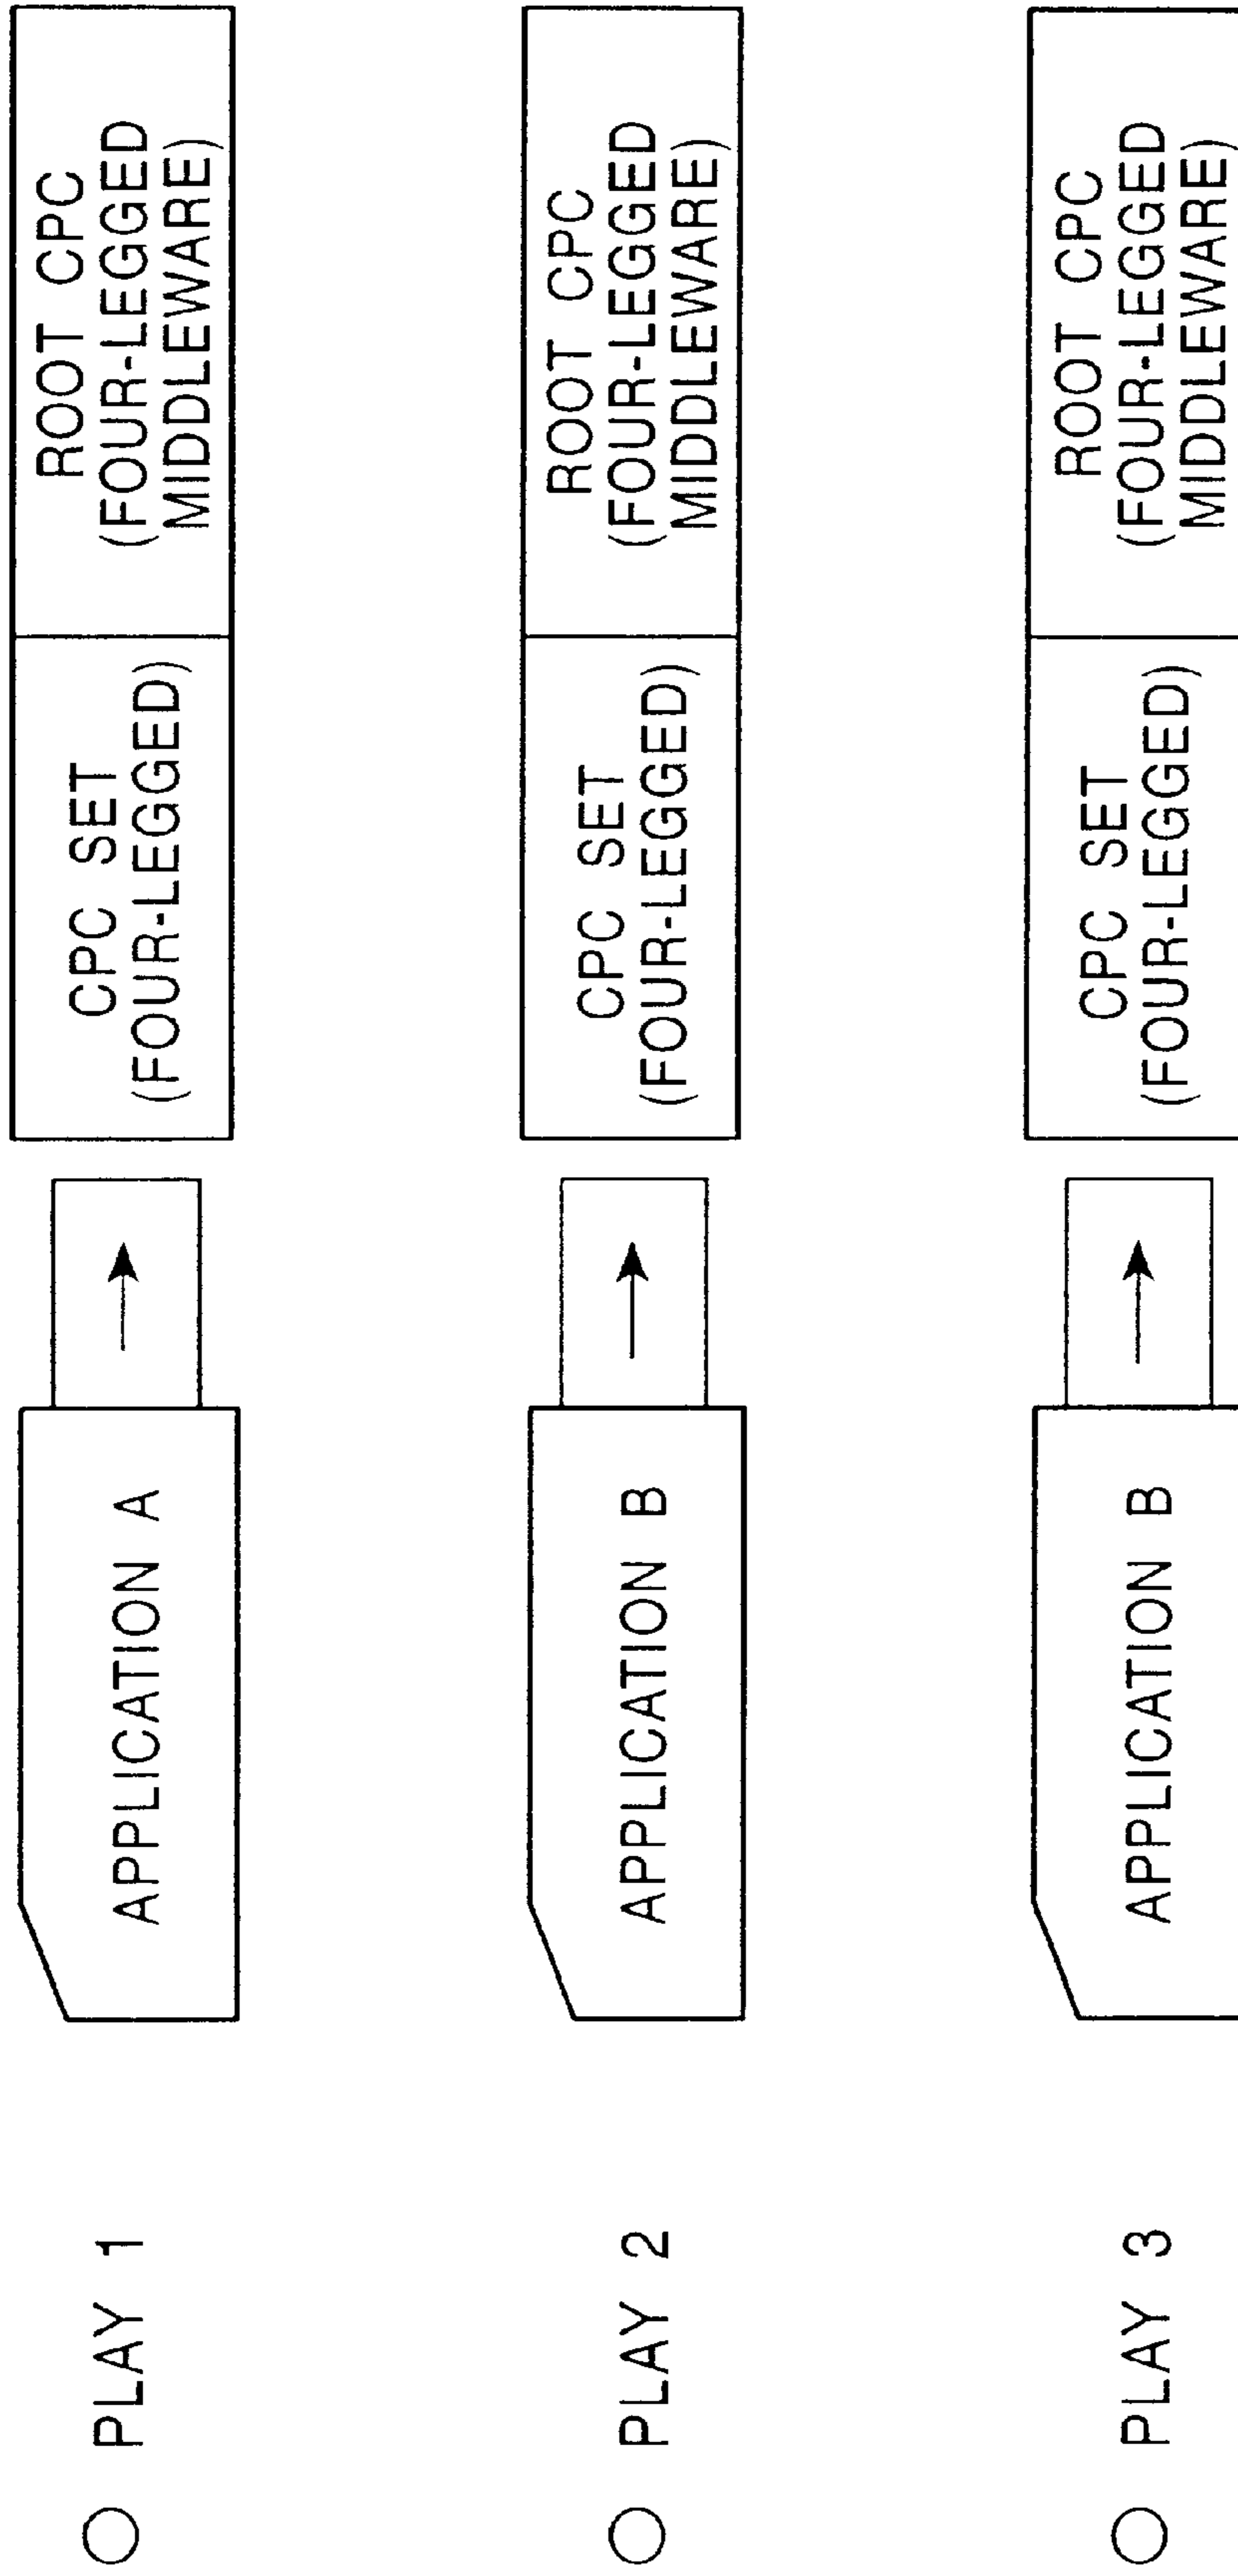 ○ PLAY 1
APPLICATION A
CPC SET
(FOUR-LEGGED)
ROOT CPC
(FOUR-LEGGED
MIDDLEWARE)
○ PLAY 2
APPLICATION B
CPC SET
(FOUR-LEGGED)
ROOT CPC
(FOUR-LEGGED
MIDDLEWARE)
○ PLAY 3
APPLICATION B
CPC SET
(FOUR-LEGGED)
ROOT CPC
(FOUR-LEGGED
MIDDLEWARE)